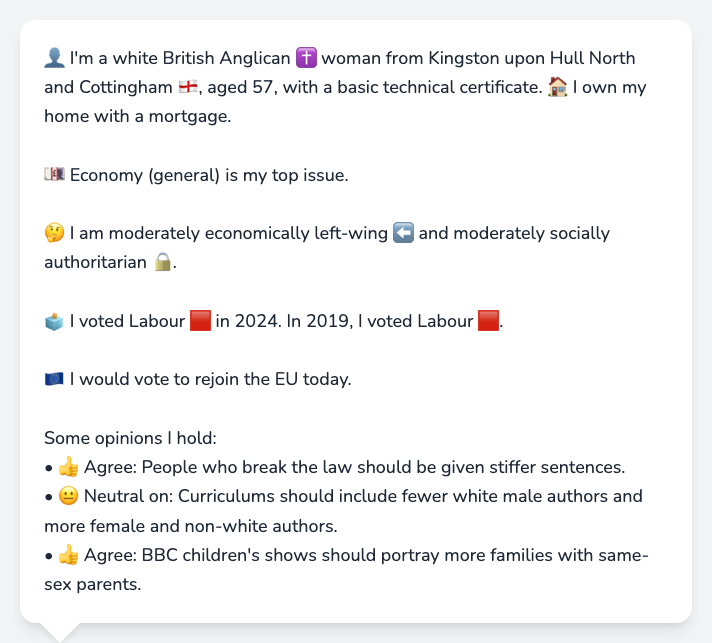 👤 I'm a white British Anglican ✝️ woman from Kingston upon Hull North
and Cottingham 🏴󠁧󠁢󠁥󠁮󠁧󠁿, aged 57, with a basic technical certificate. 🏠 I own my
home with a mortgage.
💷 Economy (general) is my top issue.
🤔 I am moderately economically left-wing ⬅️ and moderately socially
authoritarian 🔒.
🗳️ I voted Labour 🟥 in 2024. In 2019, I voted Labour 🟥.
🇪🇺 I would vote to rejoin the EU today.
Some opinions I hold:
• 👍 Agree: People who break the law should be given stiffer sentences.
• 😐 Neutral on: Curriculums should include fewer white male authors and
more female and non-white authors.
• 👍 Agree: BBC children's shows should portray more families with same-
sex parents.